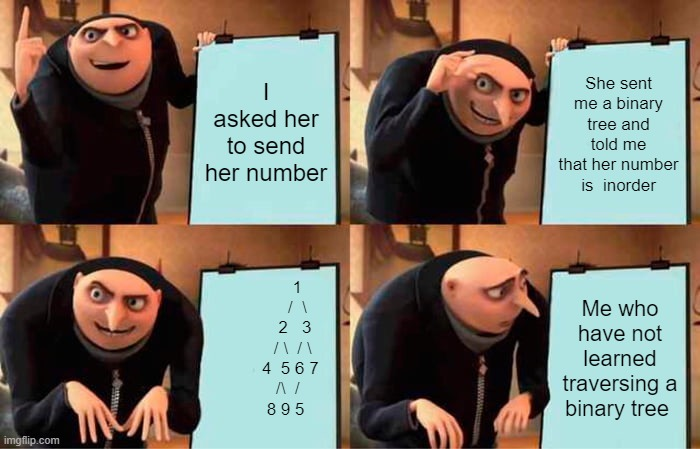 I
asked her
to send
her number
She sent
me a binary
tree and
told me
that her number
is inorder
1
/ \
2 3
/ \ / \
4 5 6 7
/\ /
8 9 5
Me who
have not
learned
traversing a
binary tree
imgflip.com